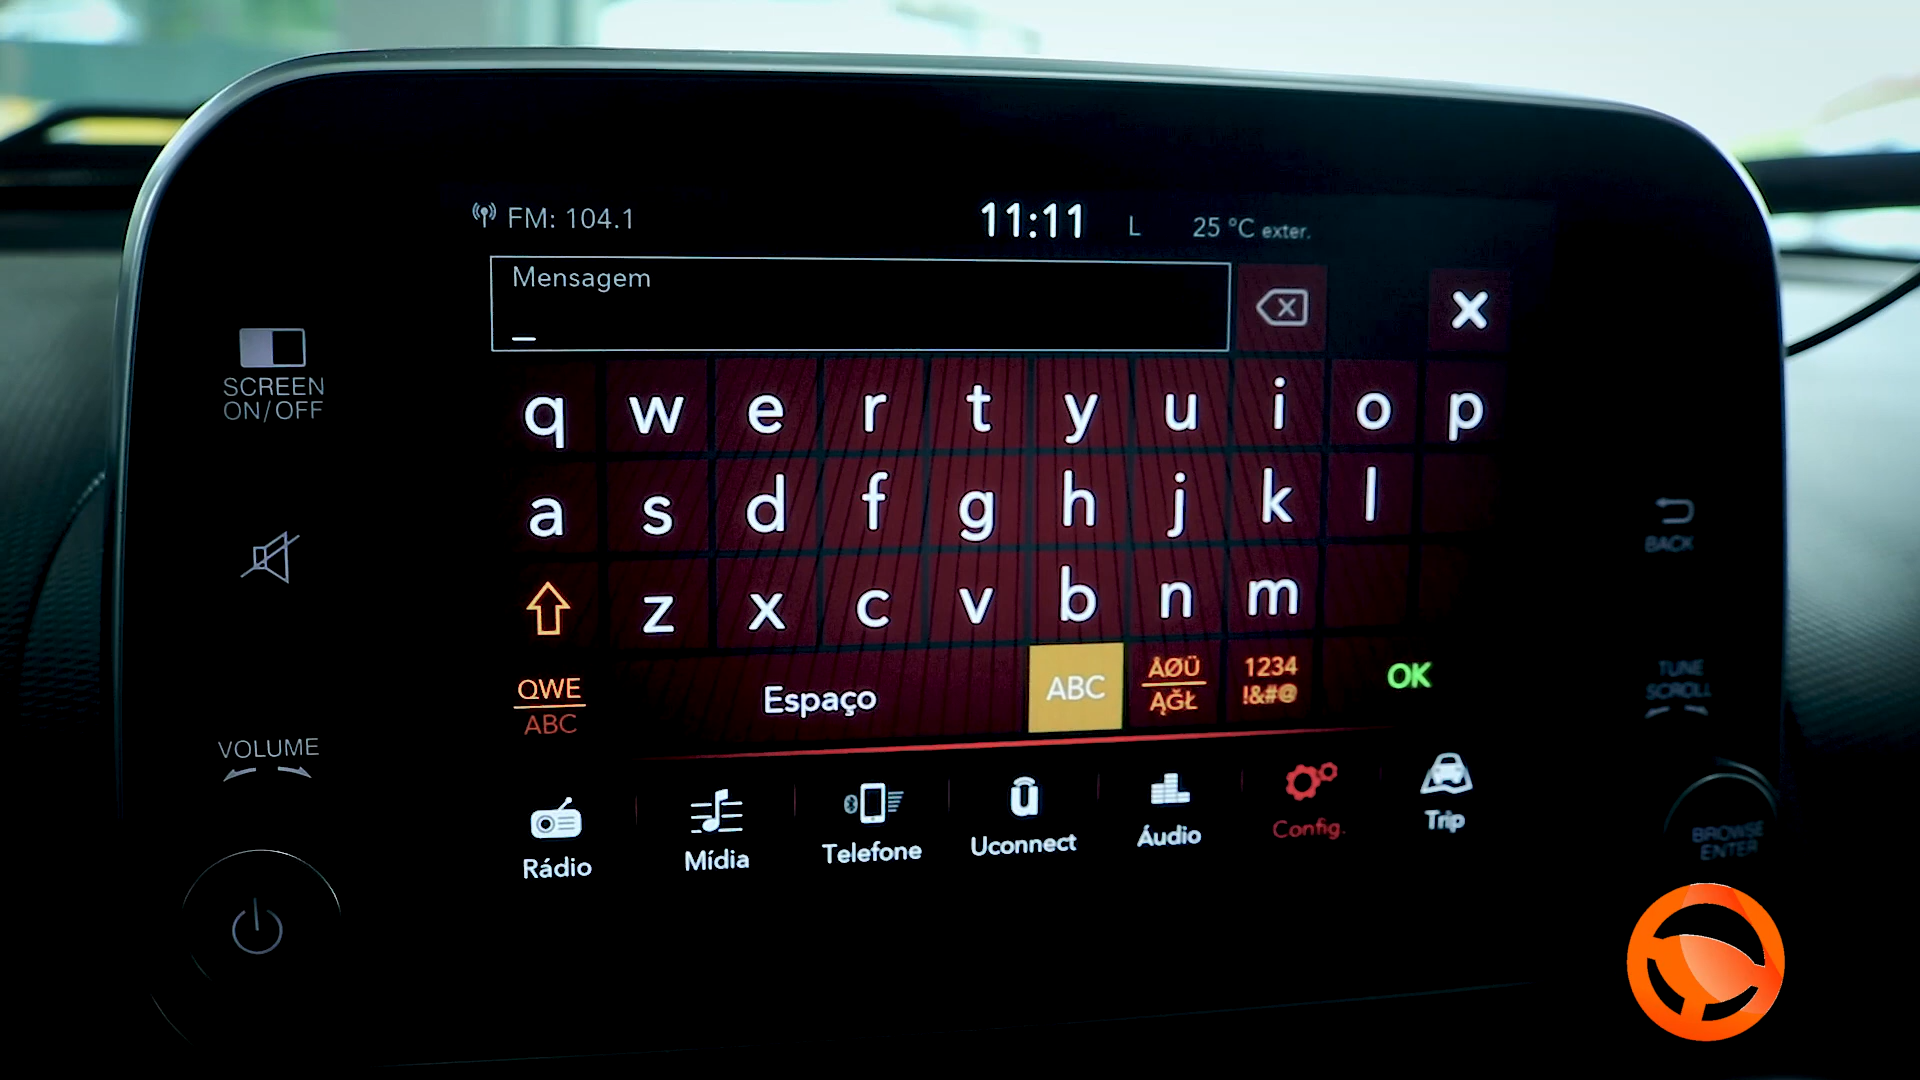 FM: 104.1 11:11 L 25 °C exter.
Mensagem
SCREEN
ON/OFF
q w e r t y u i o p
a s d f g h j k l
BACK
z x c v b n m
QWE
ABC
Espaço
ABC
ÅØÜ
ĄĞŁ
1234
!&#@
OK
TUNE
SCROLL
VOLUME
Rádio Mídia Telefone Uconnect Áudio Config. Trip
BROWSE
ENTER